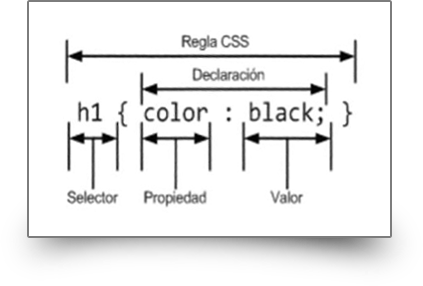 Regla CSS
Declaración
h1 { color : black; }
Selector Propiedad Valor